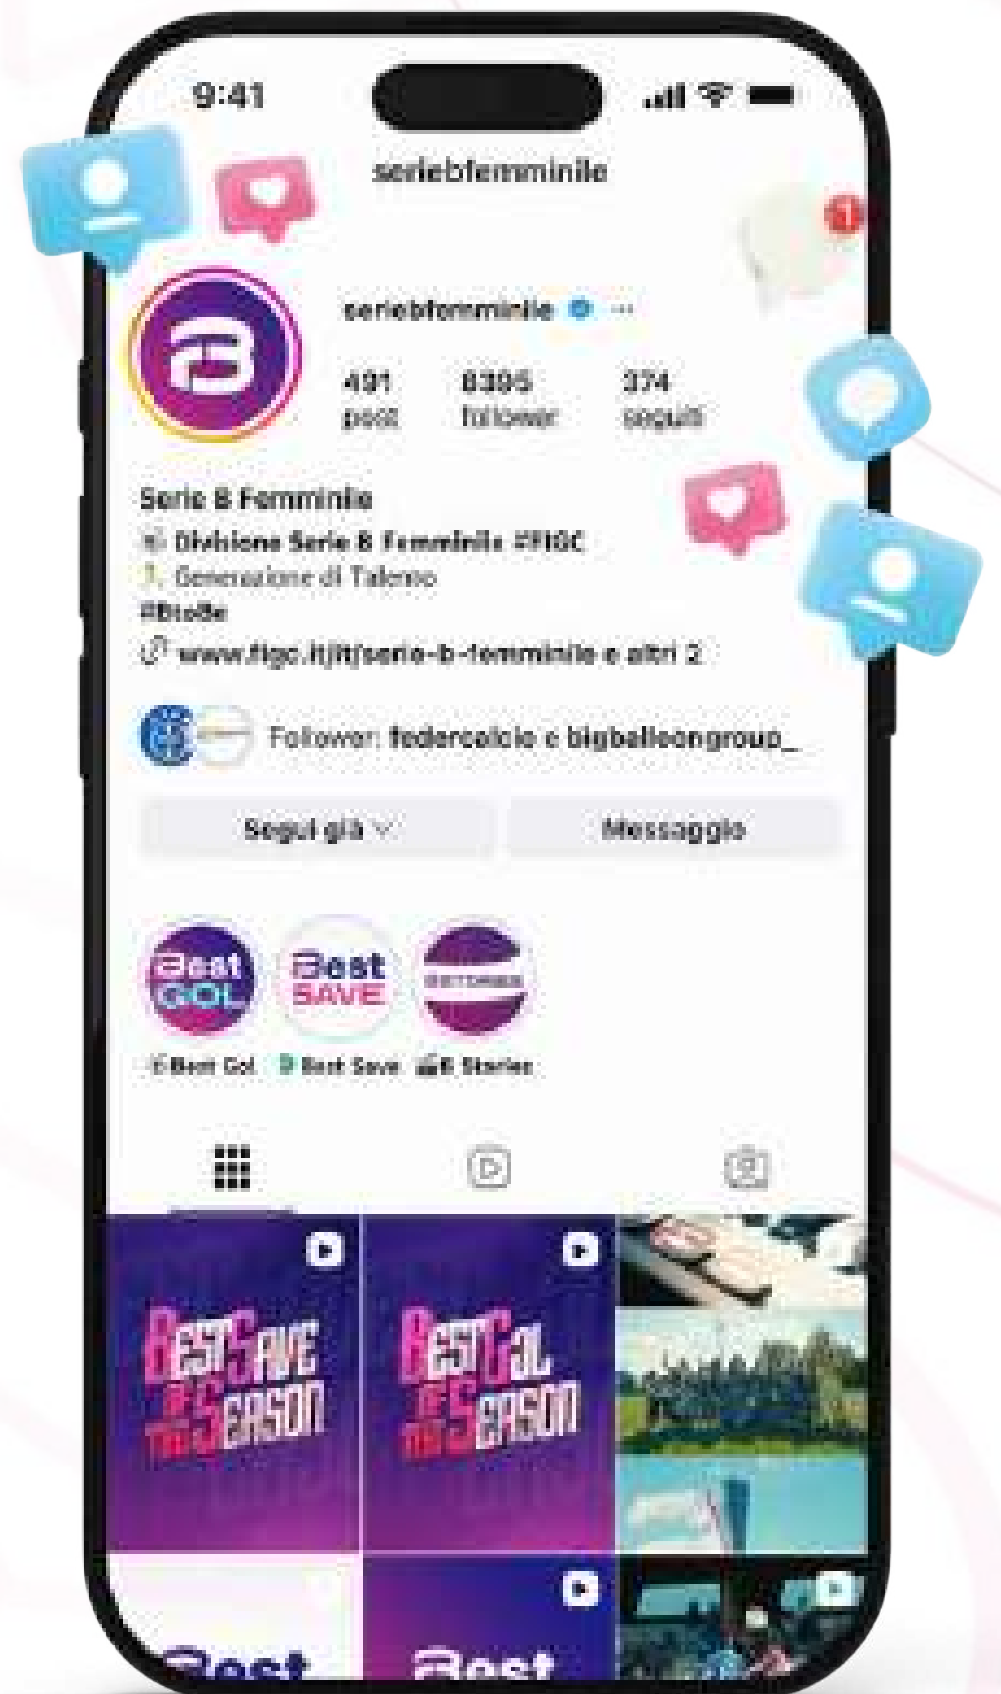 9:41
seriebfemminile
1
seriebfemminile
491 8395 374
post follower seguiti
Serie B Femminile
Divisione Serie B Femminile #FIGC
Generazione di Talento
#BtoBe
www.figc.it/it/serie-b-femminile e altri 2
Follower: federcalcio e bigballoongroup_
Segui già Messaggio
Best GOL
Best SAVE
Best Gol Best Save B Stories
BEST SAVE
OF
THE SEASON
BEST GOL
OF
THE SEASON
Best Best